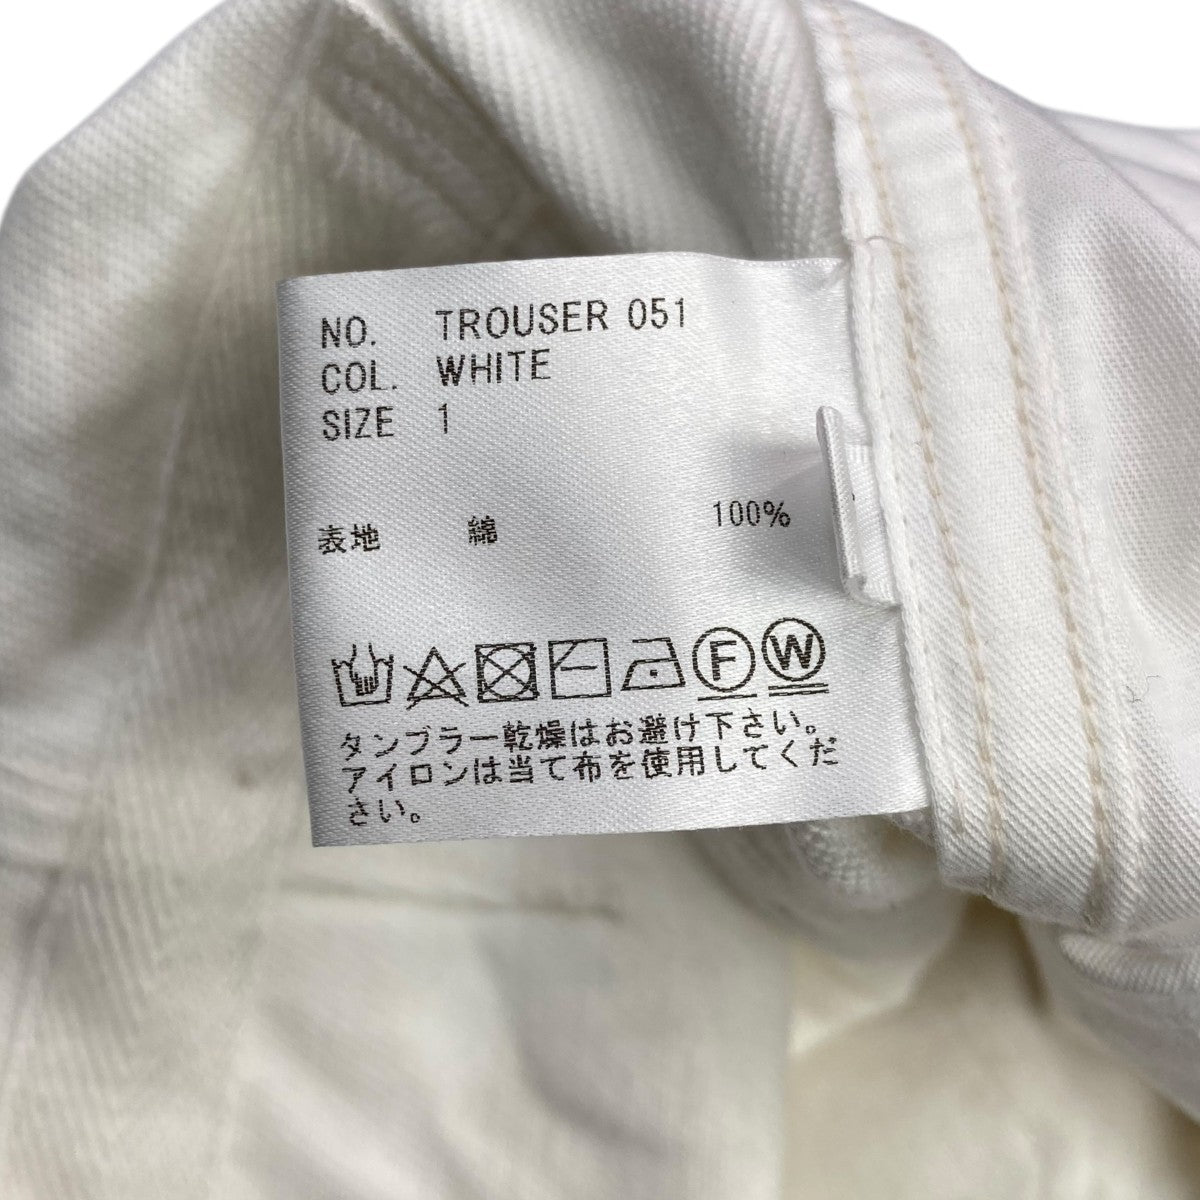 NO. TROUSER 051
COL. WHITE
SIZE 1
表地 綿 100%
F W
タンブラー乾燥はお避け下さい。
アイロンは当て布を使用してくだ
さい。